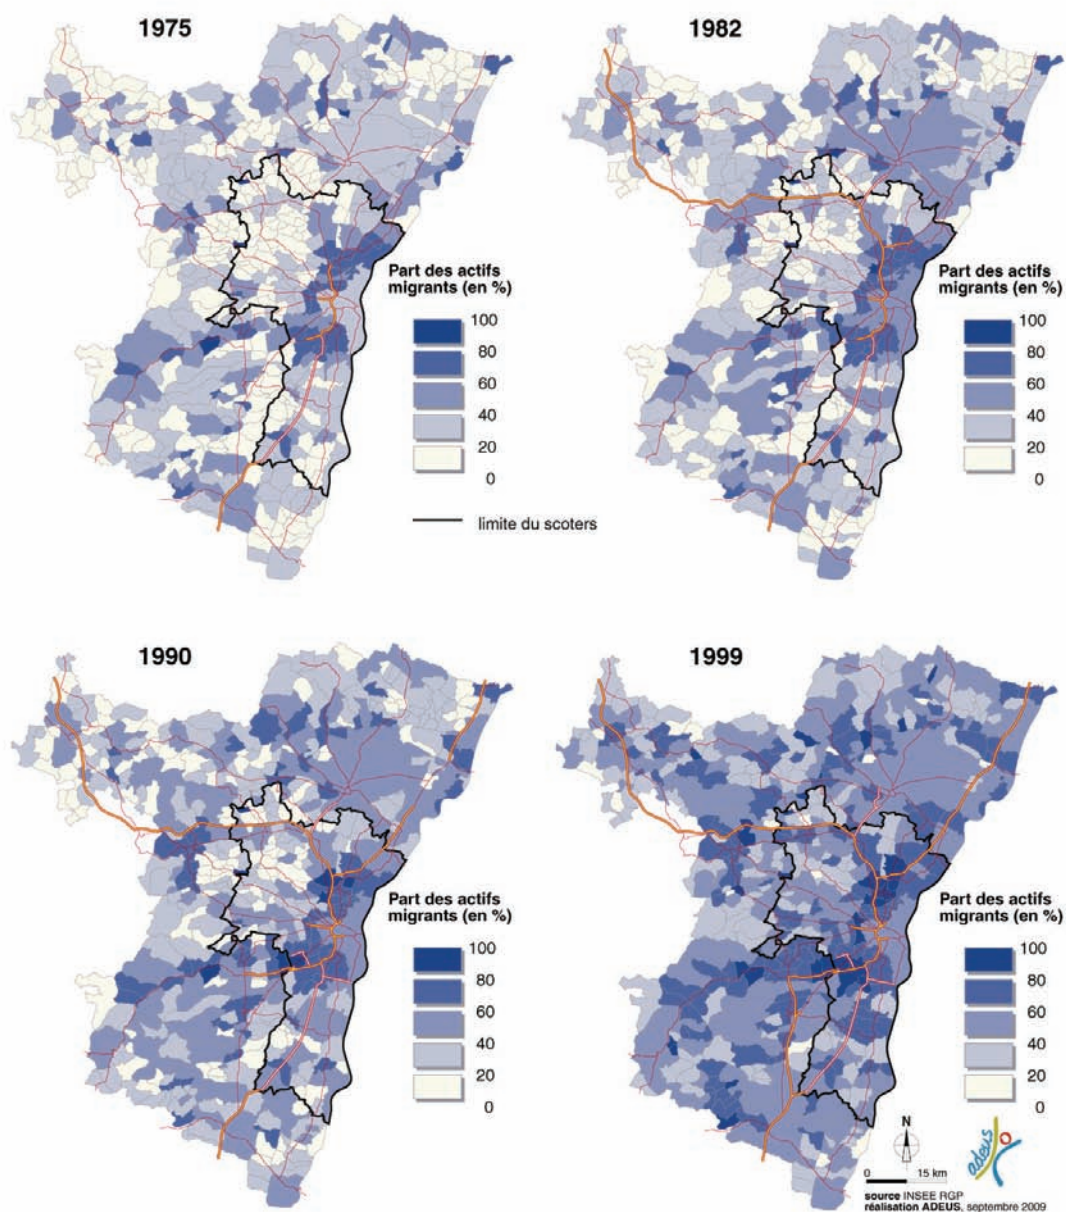 1975
Part des actifs
migrants (en %)
100
80
60
40
20
0
limite du scoters
1982
Part des actifs
migrants (en %)
100
80
60
40
20
0
1990
Part des actifs
migrants (en %)
100
80
60
40
20
0
1999
Part des actifs
migrants (en %)
100
80
60
40
20
0
N
0 15 km
adeus
source INSEE RGP
réalisation ADEUS, septembre 2009